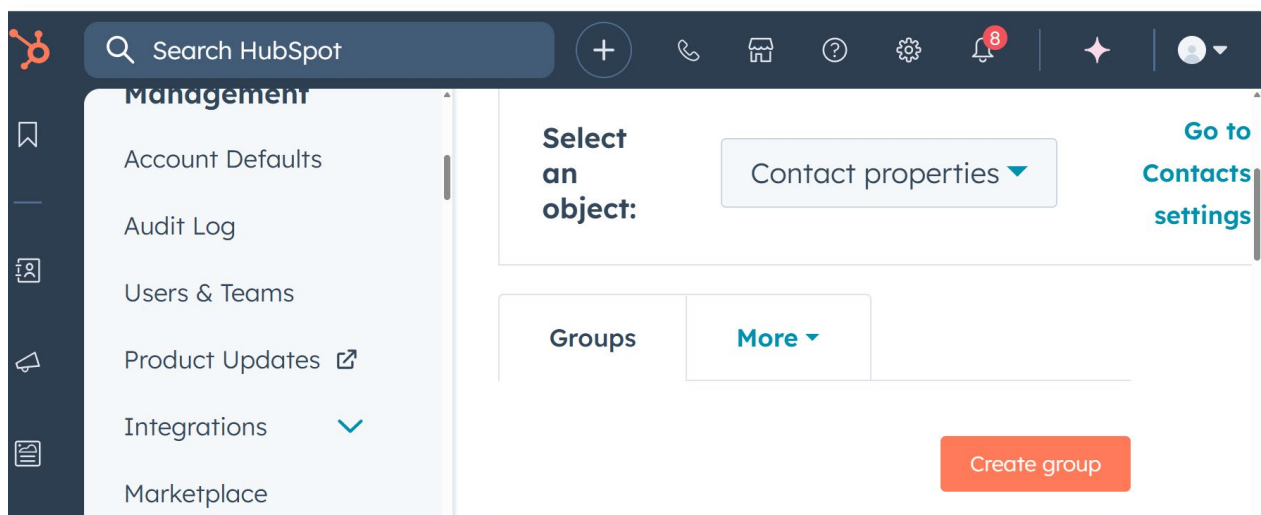 Search HubSpot
8
Management
Account Defaults
Audit Log
Users & Teams
Product Updates
Integrations
Marketplace
Select
an
object:
Contact properties
Go to
Contacts
settings
Groups
More
Create group